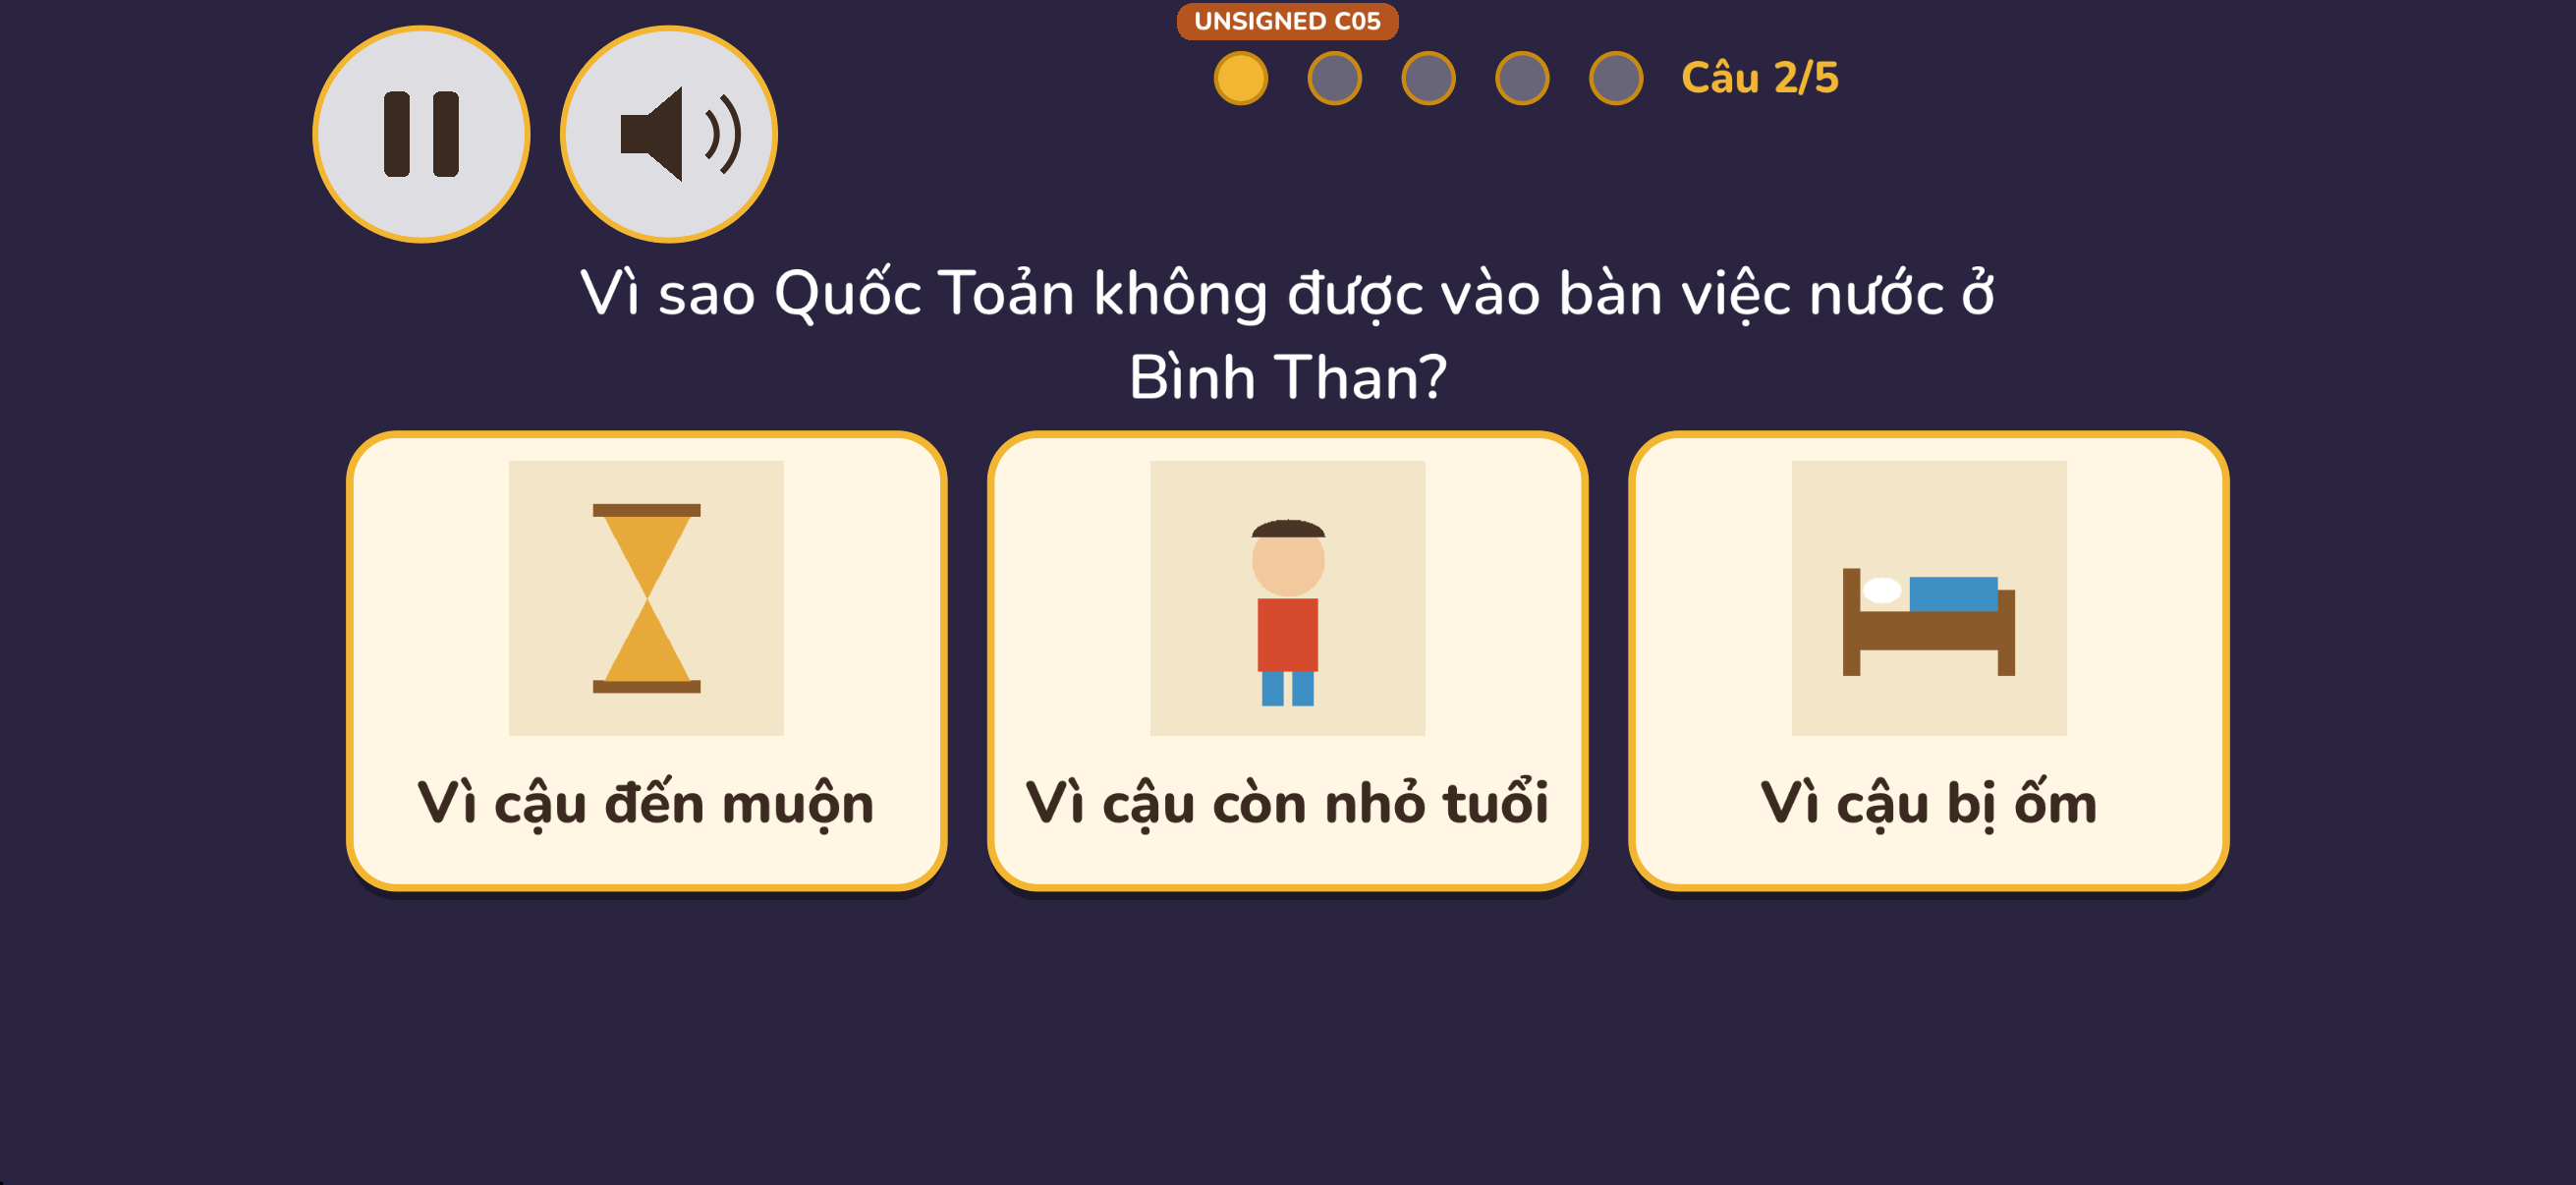 UNSIGNED C05
Câu 2/5
Vì sao Quốc Toản không được vào bàn việc nước ở
Bình Than?
Vì cậu đến muộn
Vì cậu còn nhỏ tuổi
Vì cậu bị ốm